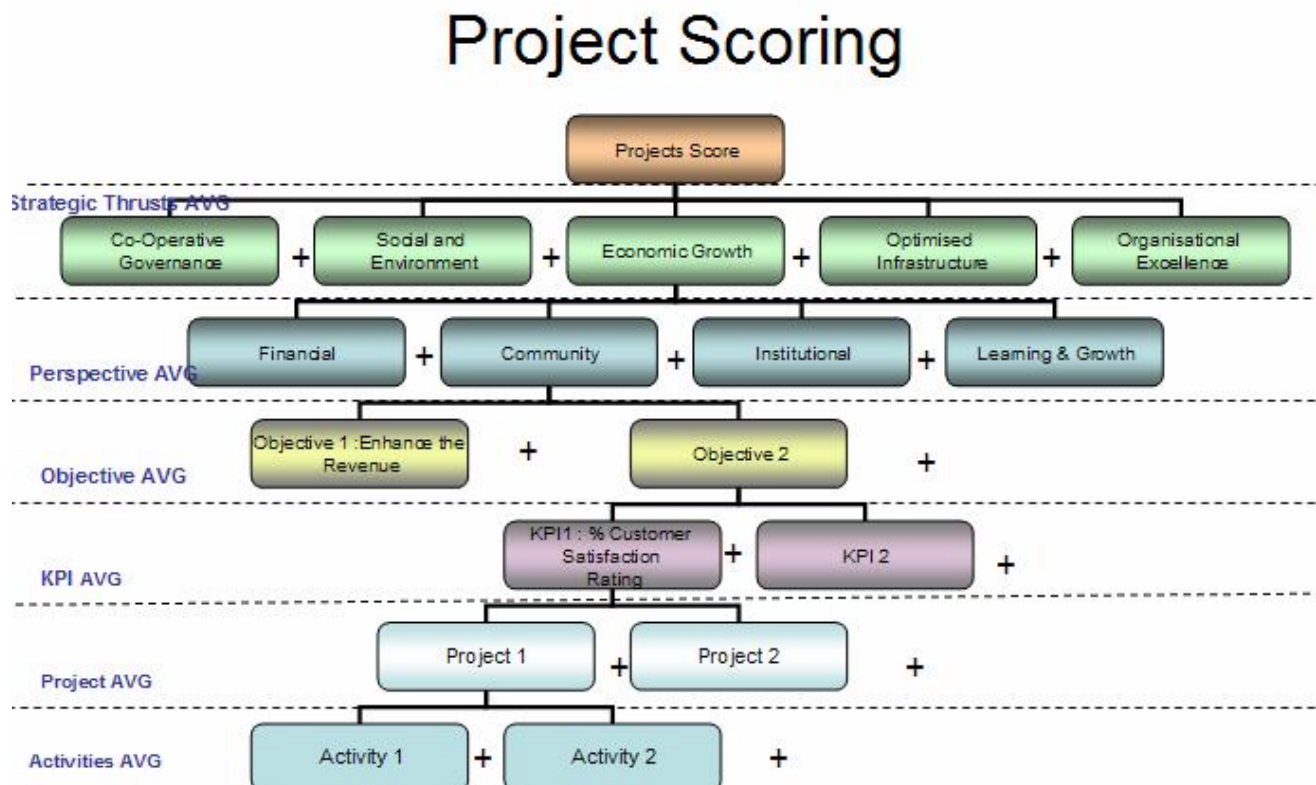 Project Scoring
Projects Score
Strategic Thrusts AVG
Co-Operative
Governance
+
Social and
Environment
+
Economic Growth
+
Optimised
Infrastructure
+
Organisational
Excellence
Financial
+
Community
+
Institutional
+
Learning & Growth
Perspective AVG
Objective 1 :Enhance the
Revenue
+
Objective 2
+
Objective AVG
KPI1 : % Customer
Satisfaction
Rating
+
KPI 2
+
KPI AVG
Project 1
+
Project 2
+
Project AVG
Activity 1
+
Activity 2
+
Activities AVG